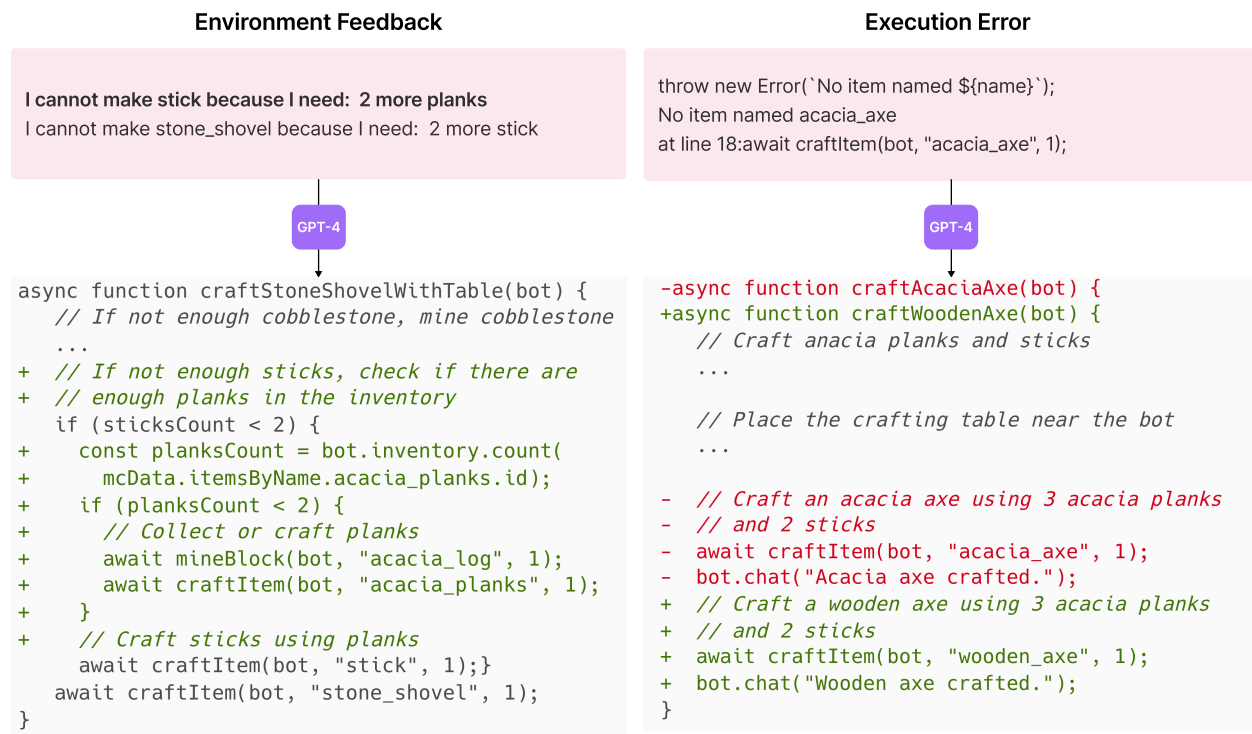 Environment Feedback
I cannot make stick because I need:  2 more planks
I cannot make stone_shovel because I need:  2 more stick
GPT-4
async function craftStoneShovelWithTable(bot) {
   // If not enough cobblestone, mine cobblestone
   ...
+  // If not enough sticks, check if there are
+  // enough planks in the inventory
   if (sticksCount < 2) {
+    const planksCount = bot.inventory.count(
+      mcData.itemsByName.acacia_planks.id);
+    if (planksCount < 2) {
+      // Collect or craft planks
+      await mineBlock(bot, "acacia_log", 1);
+      await craftItem(bot, "acacia_planks", 1);
+    }
+    // Craft sticks using planks
     await craftItem(bot, "stick", 1);}
   await craftItem(bot, "stone_shovel", 1);
}
Execution Error
throw new Error(`No item named ${name}`);
No item named acacia_axe
at line 18:await craftItem(bot, "acacia_axe", 1);
GPT-4
-async function craftAcaciaAxe(bot) {
+async function craftWoodenAxe(bot) {
   // Craft anacia planks and sticks
   ...
   // Place the crafting table near the bot
   ...
-  // Craft an acacia axe using 3 acacia planks
-  // and 2 sticks
-  await craftItem(bot, "acacia_axe", 1);
-  bot.chat("Acacia axe crafted.");
+  // Craft a wooden axe using 3 acacia planks
+  // and 2 sticks
+  await craftItem(bot, "wooden_axe", 1);
+  bot.chat("Wooden axe crafted.");
}